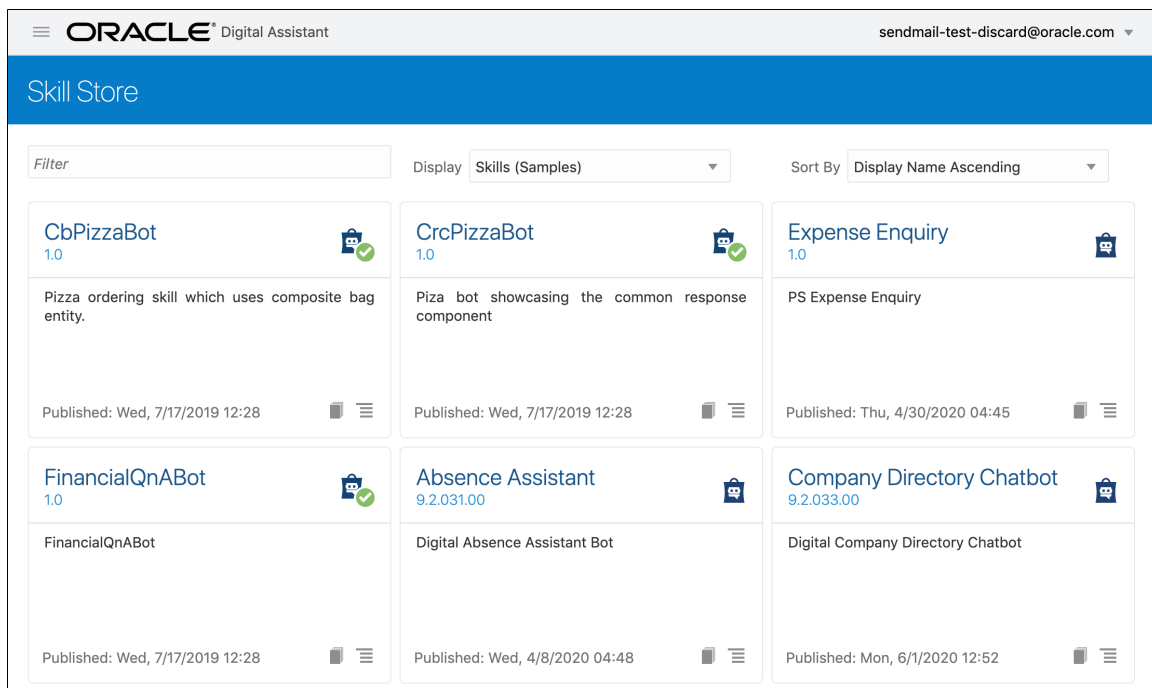 ORACLE® Digital Assistant
sendmail-test-discard@oracle.com
Skill Store
Filter
Display Skills (Samples)
Sort By Display Name Ascending
CbPizzaBot
1.0
Pizza ordering skill which uses composite bag
entity.
Published: Wed, 7/17/2019 12:28
CrcPizzaBot
1.0
Piza bot showcasing the common response
component
Published: Wed, 7/17/2019 12:28
Expense Enquiry
1.0
PS Expense Enquiry
Published: Thu, 4/30/2020 04:45
FinancialQnABot
1.0
FinancialQnABot
Published: Wed, 7/17/2019 12:28
Absence Assistant
9.2.031.00
Digital Absence Assistant Bot
Published: Wed, 4/8/2020 04:48
Company Directory Chatbot
9.2.033.00
Digital Company Directory Chatbot
Published: Mon, 6/1/2020 12:52